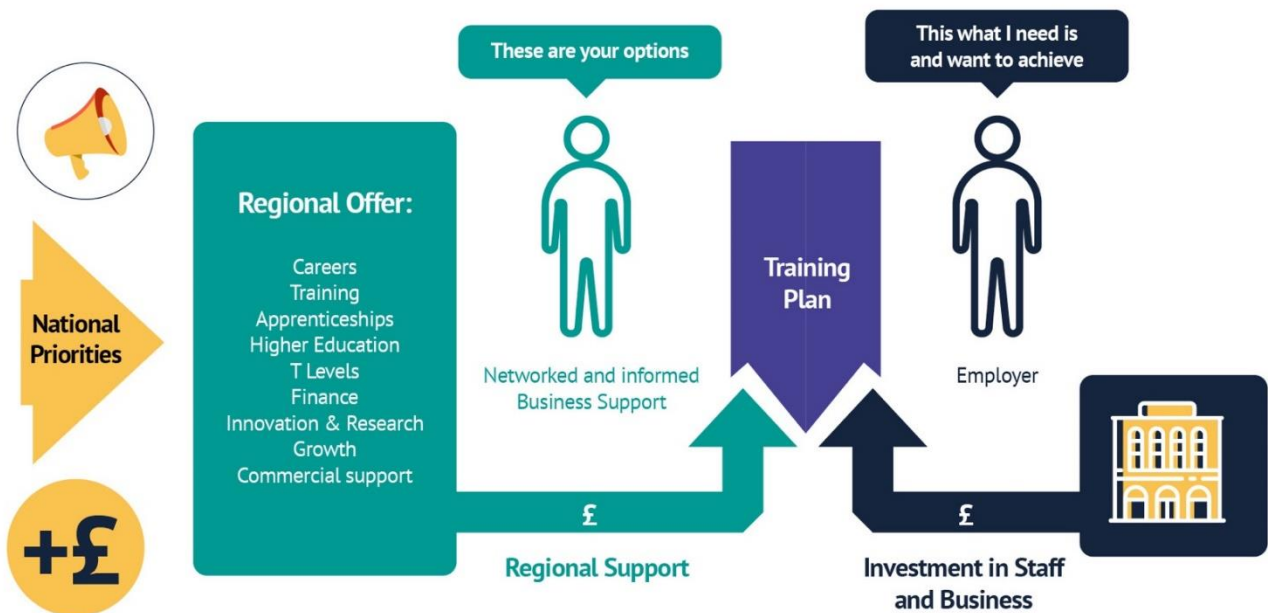 National
Priorities
+£
Regional Offer:
Careers
Training
Apprenticeships
Higher Education
T Levels
Finance
Innovation & Research
Growth
Commercial support
These are your options
Networked and informed
Business Support
£
Regional Support
Training
Plan
This what I need is
and want to achieve
Employer
£
Investment in Staff
and Business